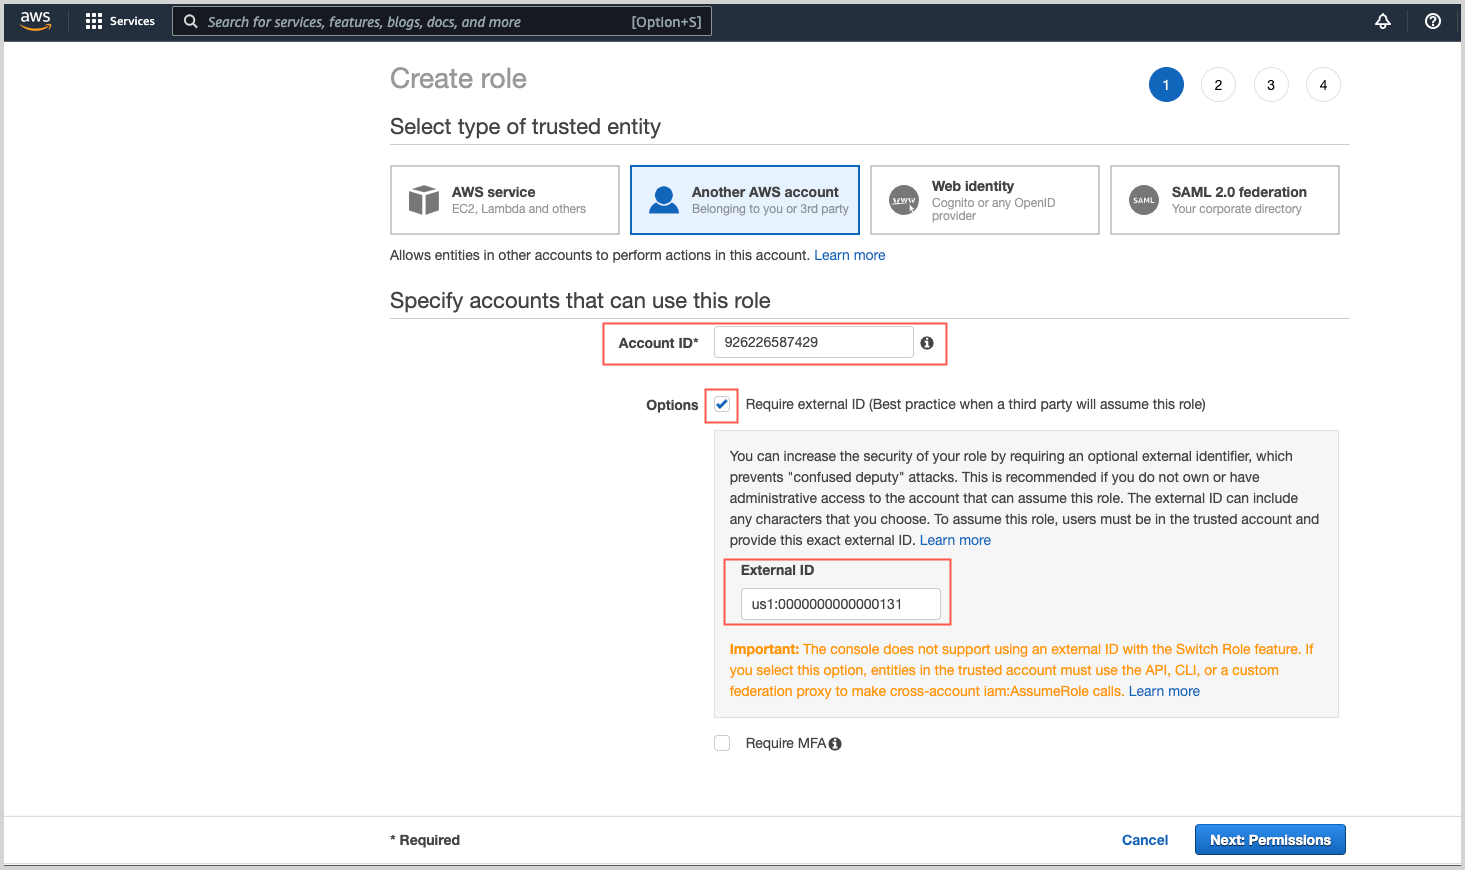 aws Services Search for services, features, blogs, docs, and more [Option+S]
Create role
1 2 3 4
Select type of trusted entity
AWS service
EC2, Lambda and others
Another AWS account
Belonging to you or 3rd party
Web identity
Cognito or any OpenID
provider
SAML
SAML 2.0 federation
Your corporate directory
Allows entities in other accounts to perform actions in this account. Learn more
Specify accounts that can use this role
Account ID* 926226587429
Options Require external ID (Best practice when a third party will assume this role)
You can increase the security of your role by requiring an optional external identifier, which
prevents "confused deputy" attacks. This is recommended if you do not own or have
administrative access to the account that can assume this role. The external ID can include
any characters that you choose. To assume this role, users must be in the trusted account and
provide this exact external ID. Learn more
External ID
us1:0000000000000131
Important: The console does not support using an external ID with the Switch Role feature. If
you select this option, entities in the trusted account must use the API, CLI, or a custom
federation proxy to make cross-account iam:AssumeRole calls. Learn more
Require MFA
* Required Cancel Next: Permissions